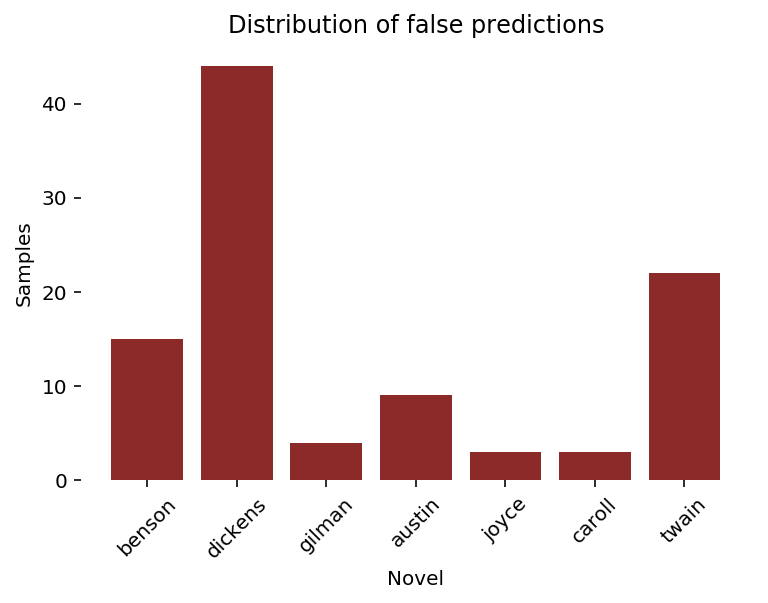 Distribution of false predictions
Samples
40
30
20
10
0
benson
dickens
gilman
austin
joyce
caroll
twain
Novel